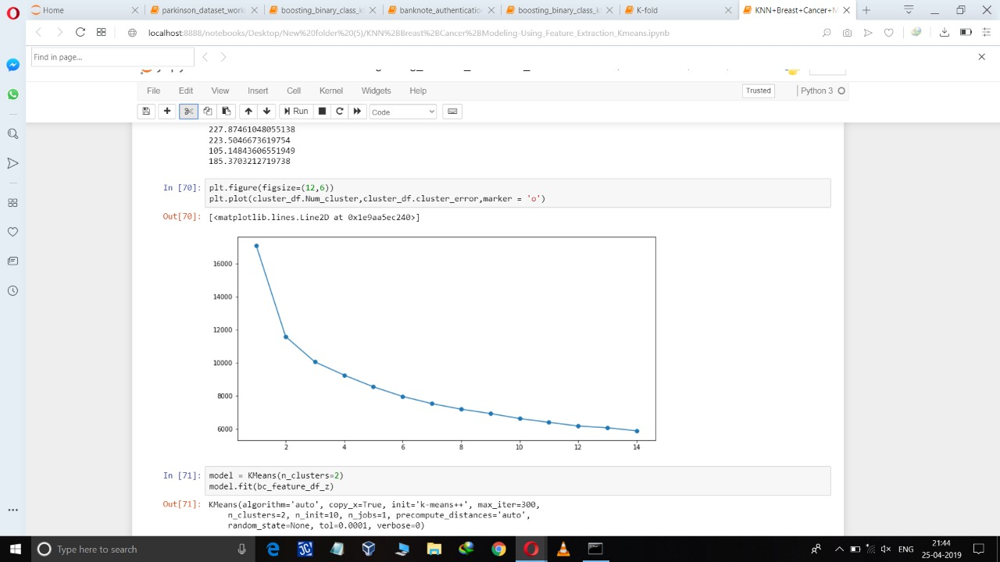 Home
parkinson_dataset_work
boosting_binary_class_k
banknote_authenticatio
boosting_binary_class_k
K-fold
KNN+Breast+Cancer+M
localhost:8888/notebooks/Desktop/New%20folder%20(5)/KNN%2BBreast%2BCancer%2BModeling-Using_Feature_Extraction_Kmeans.ipynb
Find in page...
File Edit View Insert Cell Kernel Widgets Help
Trusted
Python 3
Run
Code
227.87461048055138
223.5046673619754
105.14843606551949
185.3703212719738
In [70]: plt.figure(figsize=(12,6))
plt.plot(cluster_df.Num_cluster,cluster_df.cluster_error,marker = 'o')
Out[70]: [<matplotlib.lines.Line2D at 0x1e9aa5ec240>]
16000
14000
12000
10000
8000
6000
2 4 6 8 10 12 14
In [71]: model = KMeans(n_clusters=2)
model.fit(bc_feature_df_z)
Out[71]: KMeans(algorithm='auto', copy_x=True, init='k-means++', max_iter=300,
n_clusters=2, n_init=10, n_jobs=1, precompute_distances='auto',
random_state=None, tol=0.0001, verbose=0)
Type here to search
ENG
21:44
25-04-2019